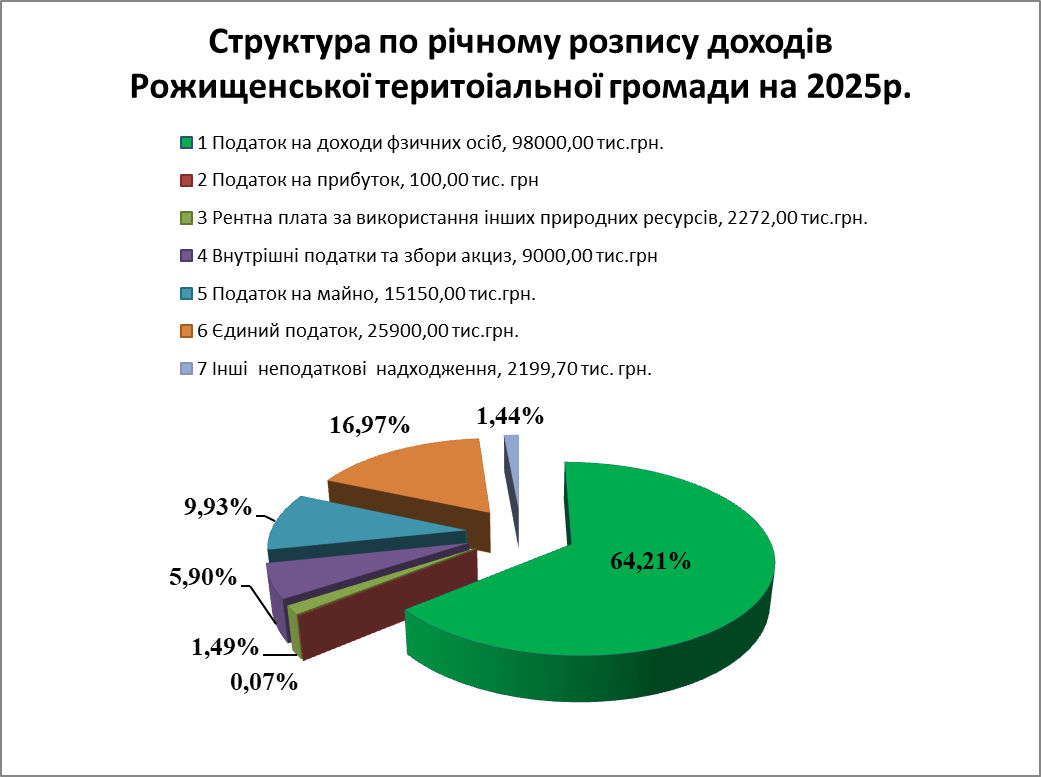 Структура по річному розпису доходів
Рожищенської територіальної громади на 2025р.
1 Податок на доходи фзичних осіб, 98000,00 тис.грн.
2 Податок на прибуток, 100,00 тис. грн
3 Рентна плата за використання інших природних ресурсів, 2272,00 тис.грн.
4 Внутрішні податки та збори акциз, 9000,00 тис.грн
5 Податок на майно, 15150,00 тис.грн.
6 Єдиний податок, 25900,00 тис.грн.
7 Інші неподаткові надходження, 2199,70 тис. грн.
1,44%
16,97%
9,93%
64,21%
5,90%
1,49%
0,07%